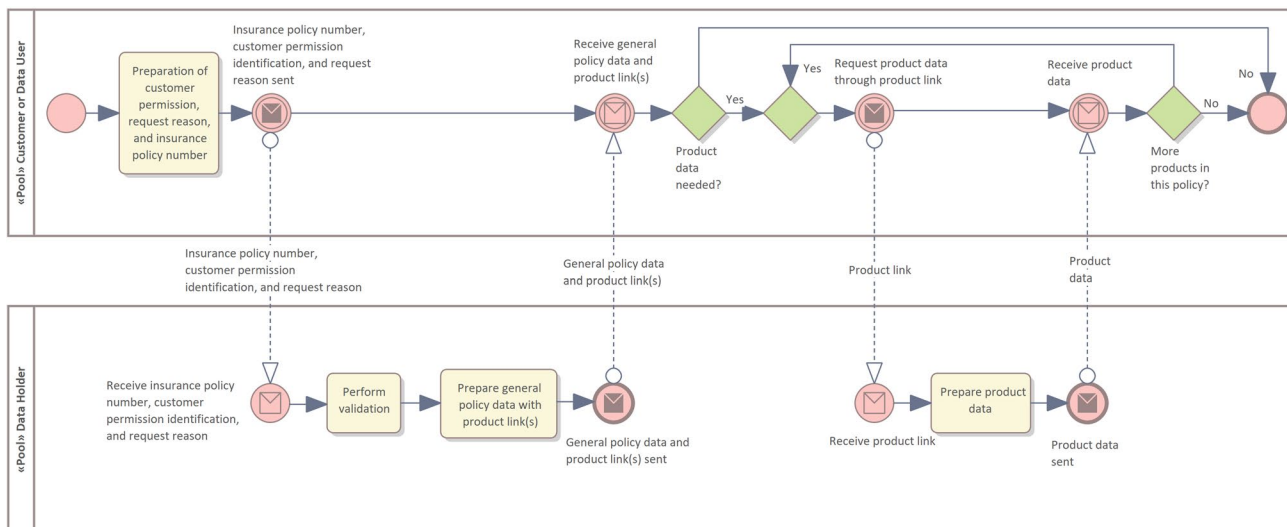 «Pool» Customer or Data User
Preparation of
customer
permission,
request reason,
and insurance
policy number
Insurance policy number,
customer permission
identification, and request
reason sent
Receive general
policy data and
product link(s)
Product
data
needed?
Yes
Yes
Request product data
through product link
Receive product
data
More
products in
this policy?
No
No
Insurance policy number,
customer permission
identification, and request reason
General policy data
and product link(s)
Product link
Product
data
«Pool» Data Holder
Receive insurance policy
number, customer permission
identification,
and request reason
Perform
validation
Prepare general
policy data with
product link(s)
General policy data and
product link(s) sent
Receive product link
Prepare product
data
Product data
sent